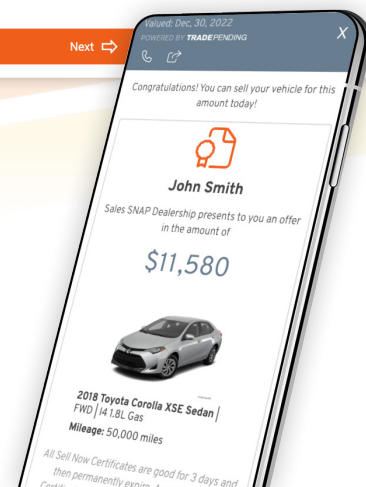 Next
Valued: Dec, 30, 2022
POWERED BY TRADEPENDING
X
Congratulations! You can sell your vehicle for this
amount today!
John Smith
Sales SNAP Dealership presents to you an offer
in the amount of
$11,580
2018 Toyota Corolla XSE Sedan |
FWD | I4 1.8L Gas
Mileage: 50,000 miles
All Sell Now Certificates are good for 3 days and
then permanently expire.